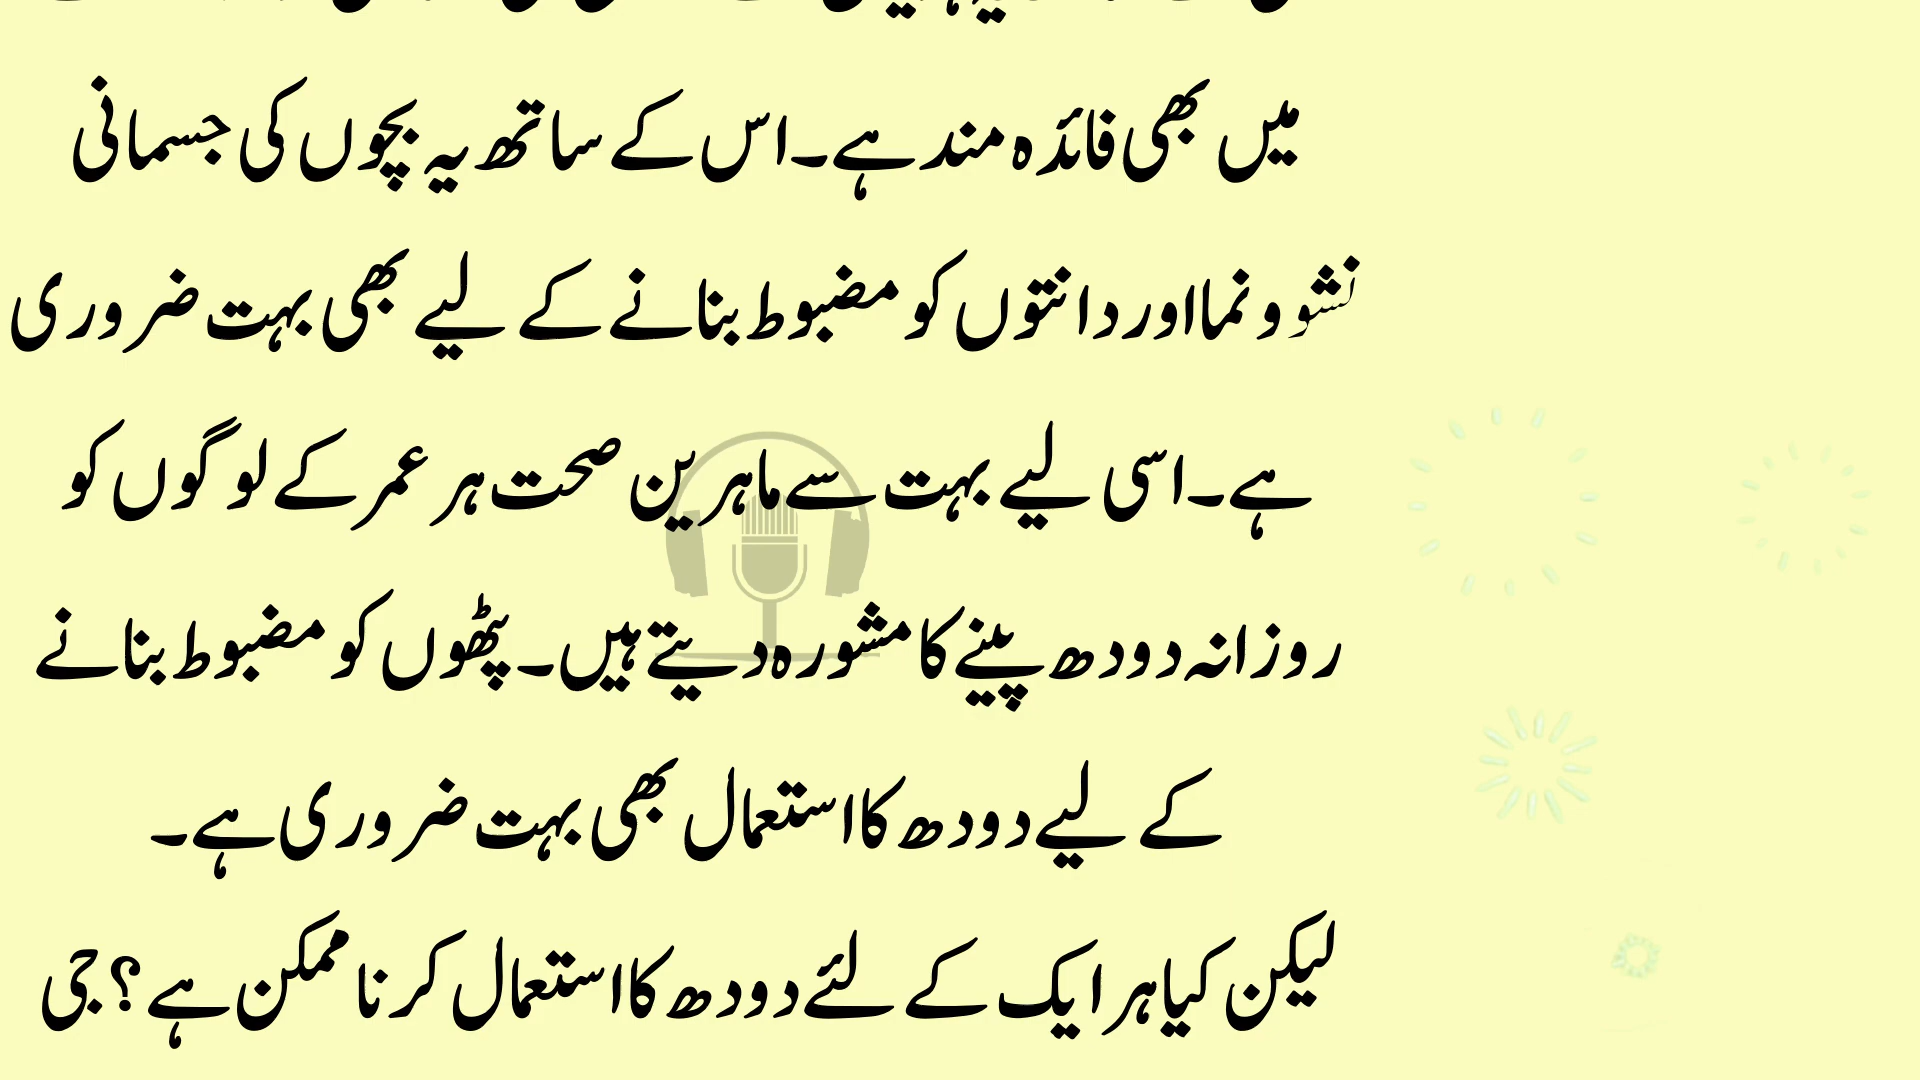 میں بھی فائدہ مند ہے۔ اس کے ساتھ یہ بچوں کی جسمانی
نشو و نما اور دانتوں کو مضبوط بنانے کے لیے بھی بہت ضروری
ہے۔ اسی لیے بہت سے ماہرین صحت ہر عمر کے لوگوں کو
روزانہ دودھ پینے کا مشورہ دیتے ہیں۔ پٹھوں کو مضبوط بنانے
کے لیے دودھ کا استعمال بھی بہت ضروری ہے۔
لیکن کیا ہر ایک کے لئے دودھ کا استعمال کرنا ممکن ہے؟ جی